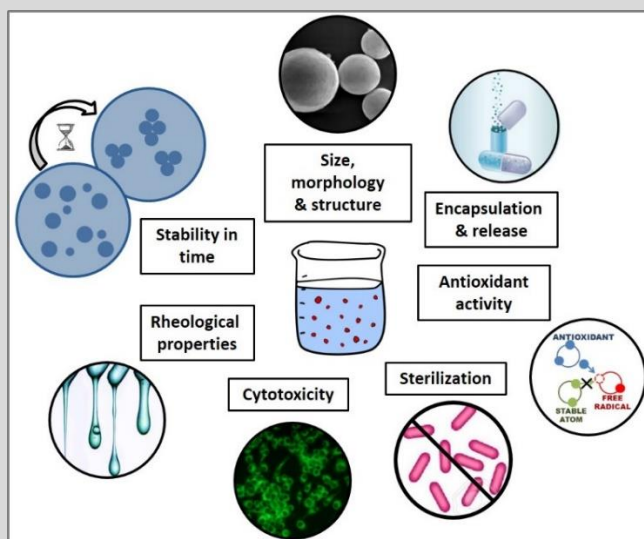 Size,
morphology
& structure
Encapsulation
& release
Stability in
time
Antioxidant
activity
Rheological
properties
Cytotoxicity
Sterilization
ANTIOXIDANT
STABLE
ATOM
FREE
RADICAL